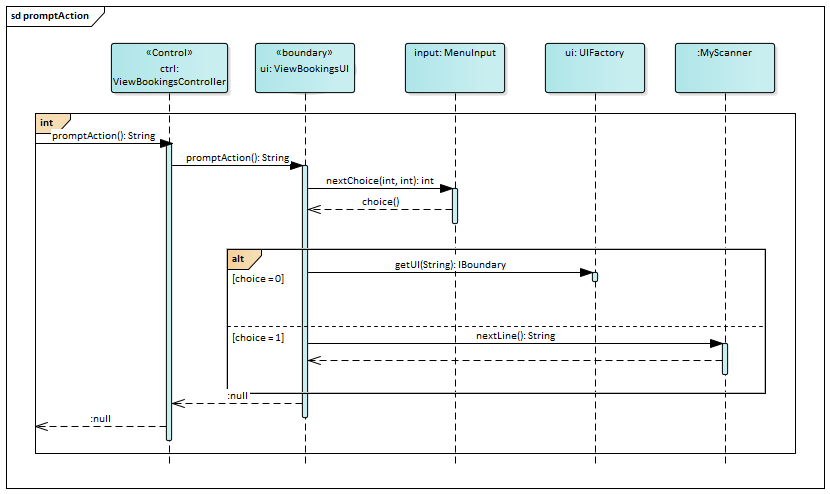 sd promptAction
«Control»
ctrl:
ViewBookingsController
«boundary»
ui: ViewBookingsUI
input: MenuInput
ui: UIFactory
:MyScanner
int
promptAction(): String
promptAction(): String
nextChoice(int, int): int
choice()
alt
getUI(String): IBoundary
[choice = 0]
nextLine(): String
[choice = 1]
:null
:null